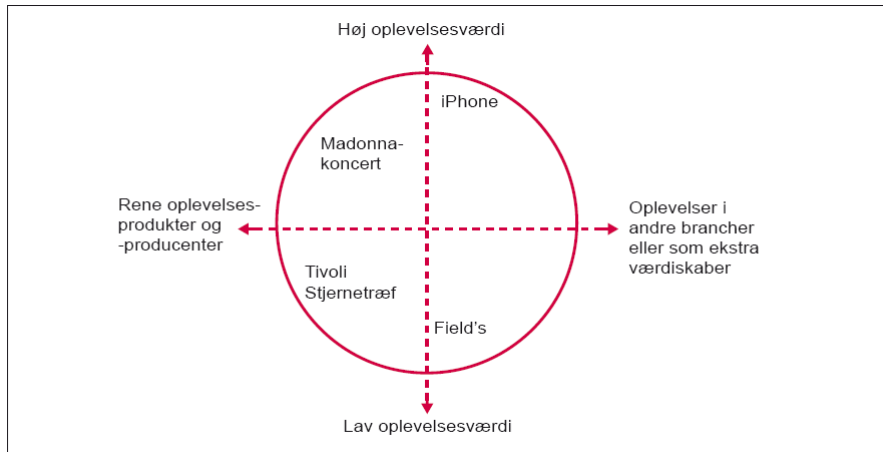 Høj oplevelsesværdi
iPhone
Madonna-
koncert
Rene oplevelses-
produkter og
-producenter
Oplevelser i
andre brancher
eller som ekstra
værdiskaber
Tivoli
Stjernetræf
Field's
Lav oplevelsesværdi